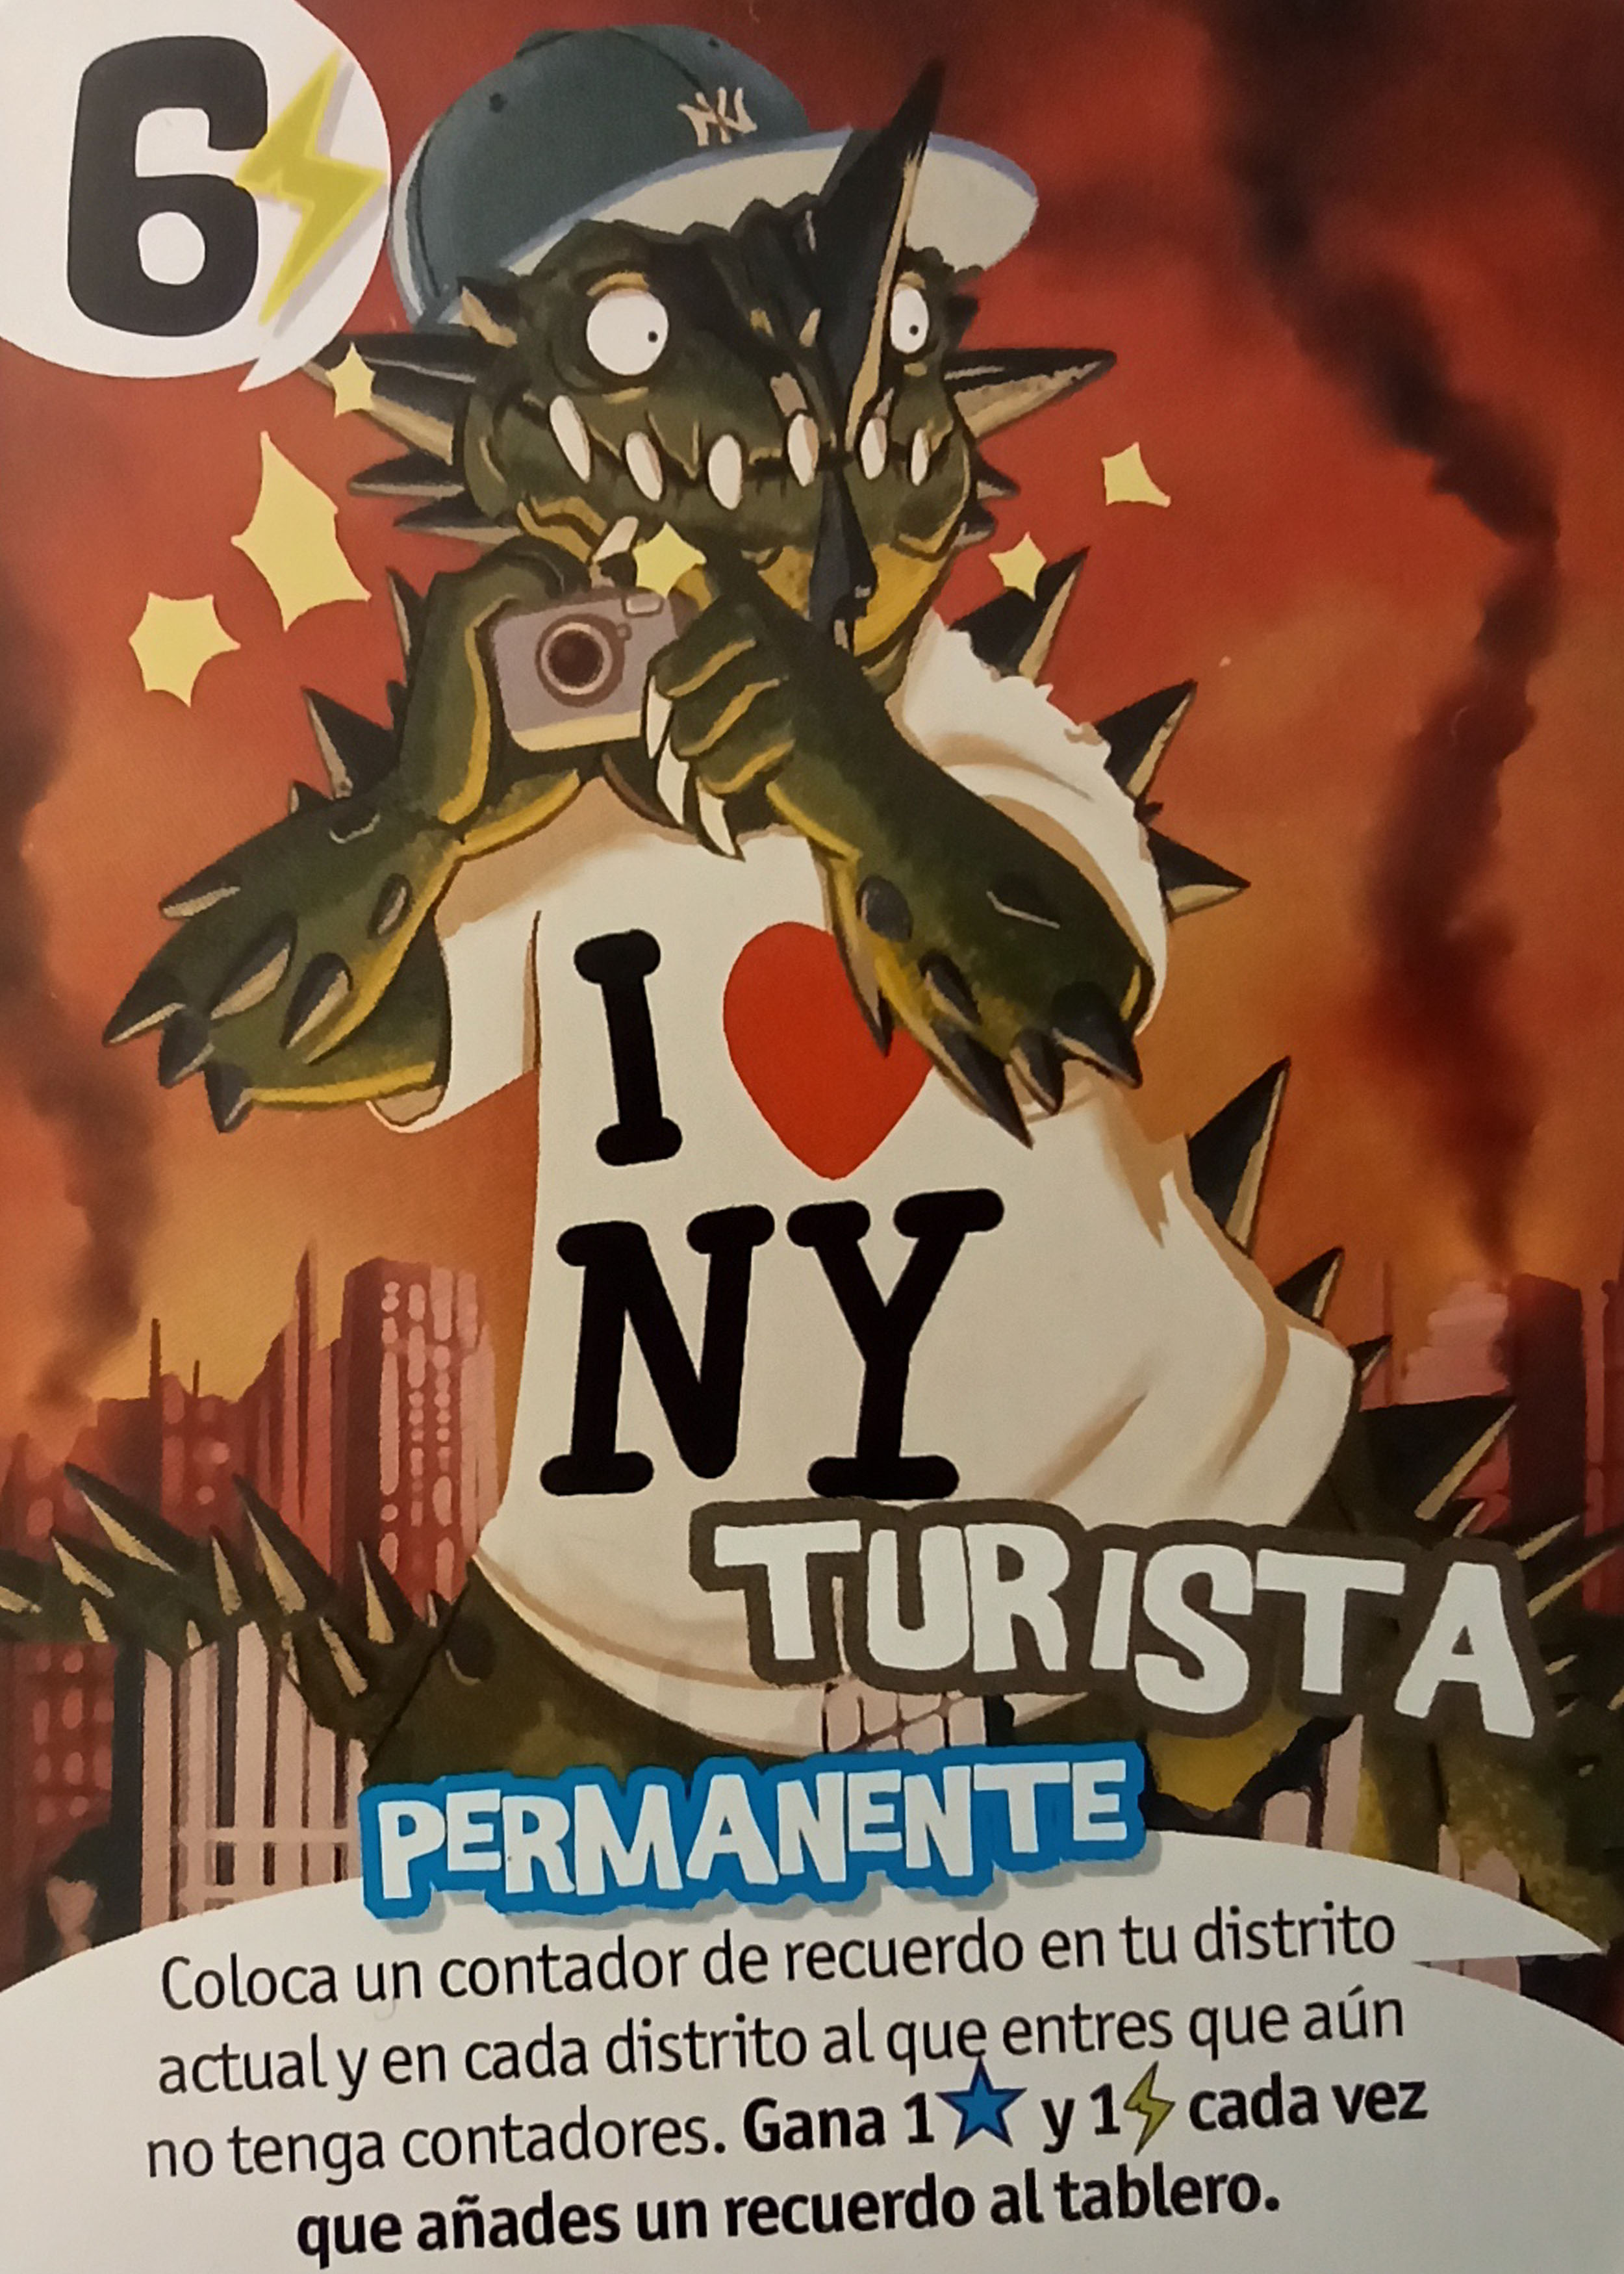 6
NY
I ❤
NY
TURISTA
PERMANENTE
Coloca un contador de recuerdo en tu distrito
actual y en cada distrito al que entres que aún
no tenga contadores. Gana 1★ y 1⚡ cada vez
que añades un recuerdo al tablero.